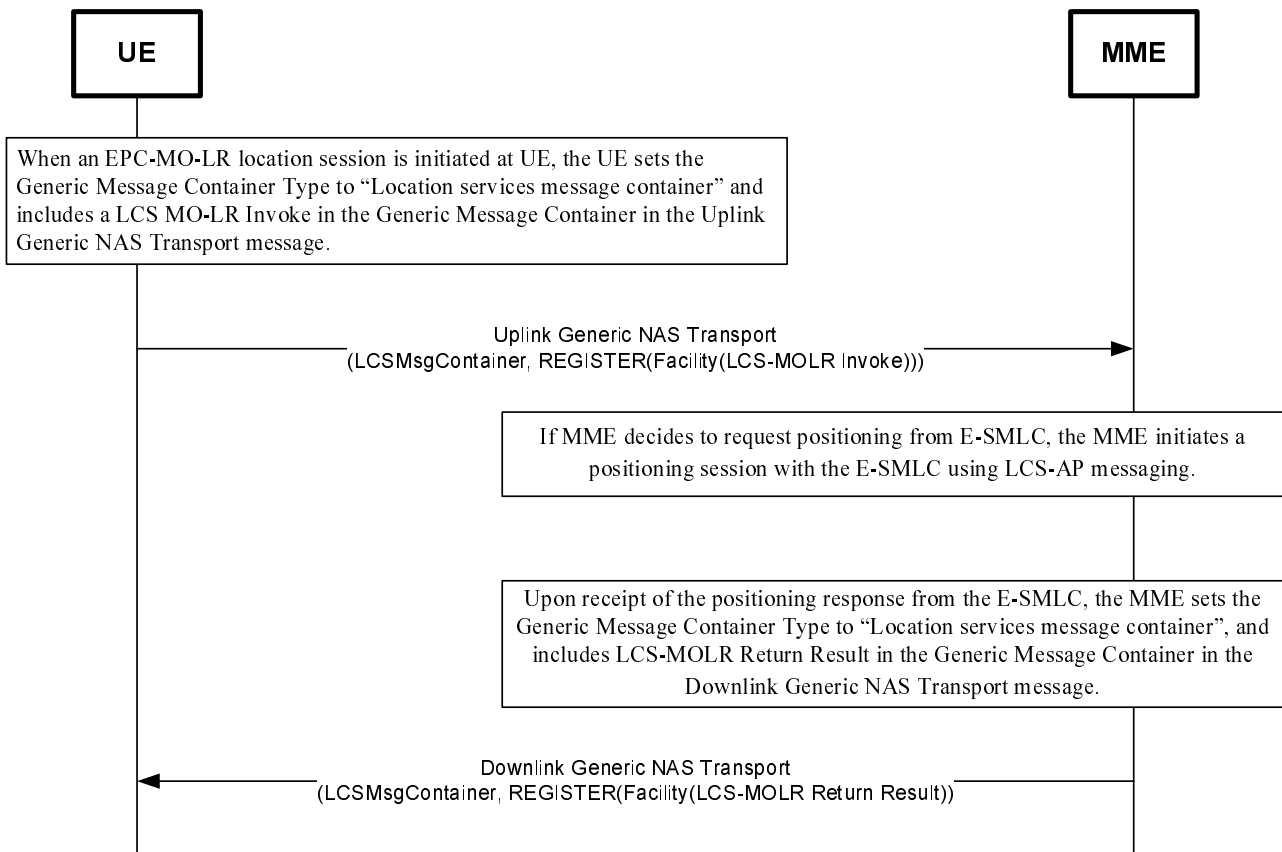 UE
MME
When an EPC-MO-LR location session is initiated at UE, the UE sets the
Generic Message Container Type to “Location services message container” and
includes a LCS MO-LR Invoke in the Generic Message Container in the Uplink
Generic NAS Transport message.
Uplink Generic NAS Transport
(LCSMsgContainer, REGISTER(Facility(LCS-MOLR Invoke)))
If MME decides to request positioning from E-SMLC, the MME initiates a
positioning session with the E-SMLC using LCS-AP messaging.
Upon receipt of the positioning response from the E-SMLC, the MME sets the
Generic Message Container Type to “Location services message container”, and
includes LCS-MOLR Return Result in the Generic Message Container in the
Downlink Generic NAS Transport message.
Downlink Generic NAS Transport
(LCSMsgContainer, REGISTER(Facility(LCS-MOLR Return Result))